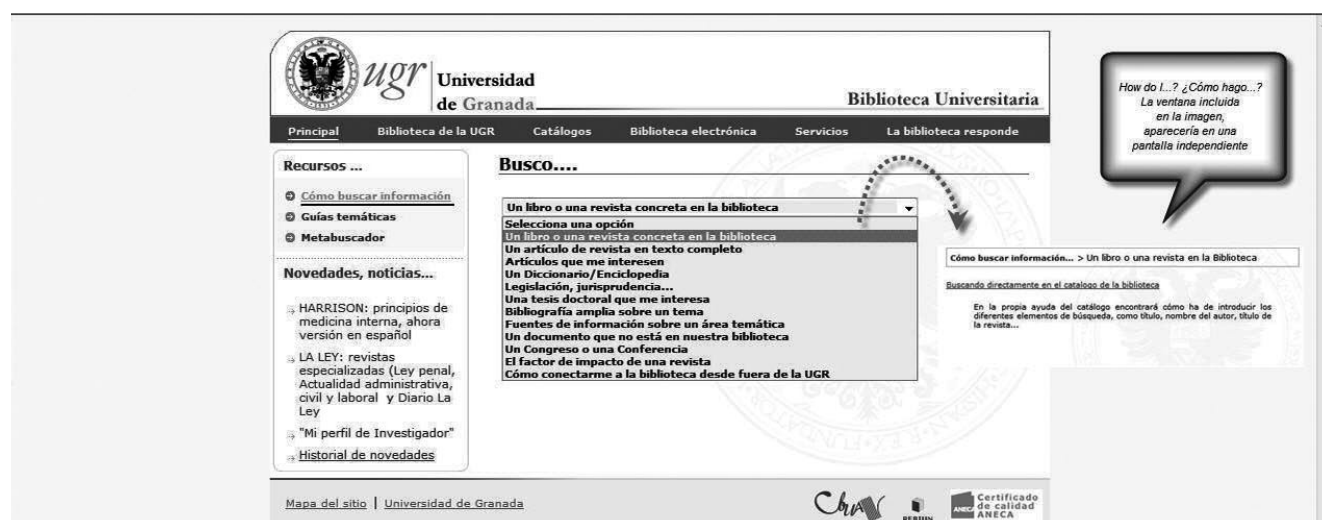 ugr
Universidad
de Granada
Biblioteca Universitaria
Principal
Biblioteca de la UGR
Catálogos
Biblioteca electrónica
Servicios
La biblioteca responde
Recursos ...
Cómo buscar información
Guías temáticas
Metabuscador
Novedades, noticias...
HARRISON: principios de
medicina interna, ahora
versión en español
LA LEY: revistas
especializadas (Ley penal,
Actualidad administrativa,
civil y laboral y Diario La
Ley
"Mi perfil de Investigador"
Historial de novedades
Busco....
Un libro o una revista concreta en la biblioteca
Selecciona una opción
Un libro o una revista concreta en la biblioteca
Un artículo de revista en texto completo
Artículos que me interesen
Un Diccionario/Enciclopedia
Legislación, jurisprudencia...
Una tesis doctoral que me interesa
Bibliografía amplia sobre un tema
Fuentes de información sobre un área temática
Un documento que no está en nuestra biblioteca
Un Congreso o una Conferencia
El factor de impacto de una revista
Cómo conectarme a la biblioteca desde fuera de la UGR
How do I...? ¿Cómo hago...?
La ventana incluida
en la imagen,
aparecería en una
pantalla independiente
Cómo buscar información... > Un libro o una revista en la Biblioteca
Buscando directamente en el catalogo de la biblioteca
En la propia ayuda del catálogo encontrará cómo ha de introducir los
diferentes elementos de búsqueda, como título, nombre del autor, título de
la revista...
Mapa del sitio | Universidad de Granada
Certificado
de calidad
ANECA